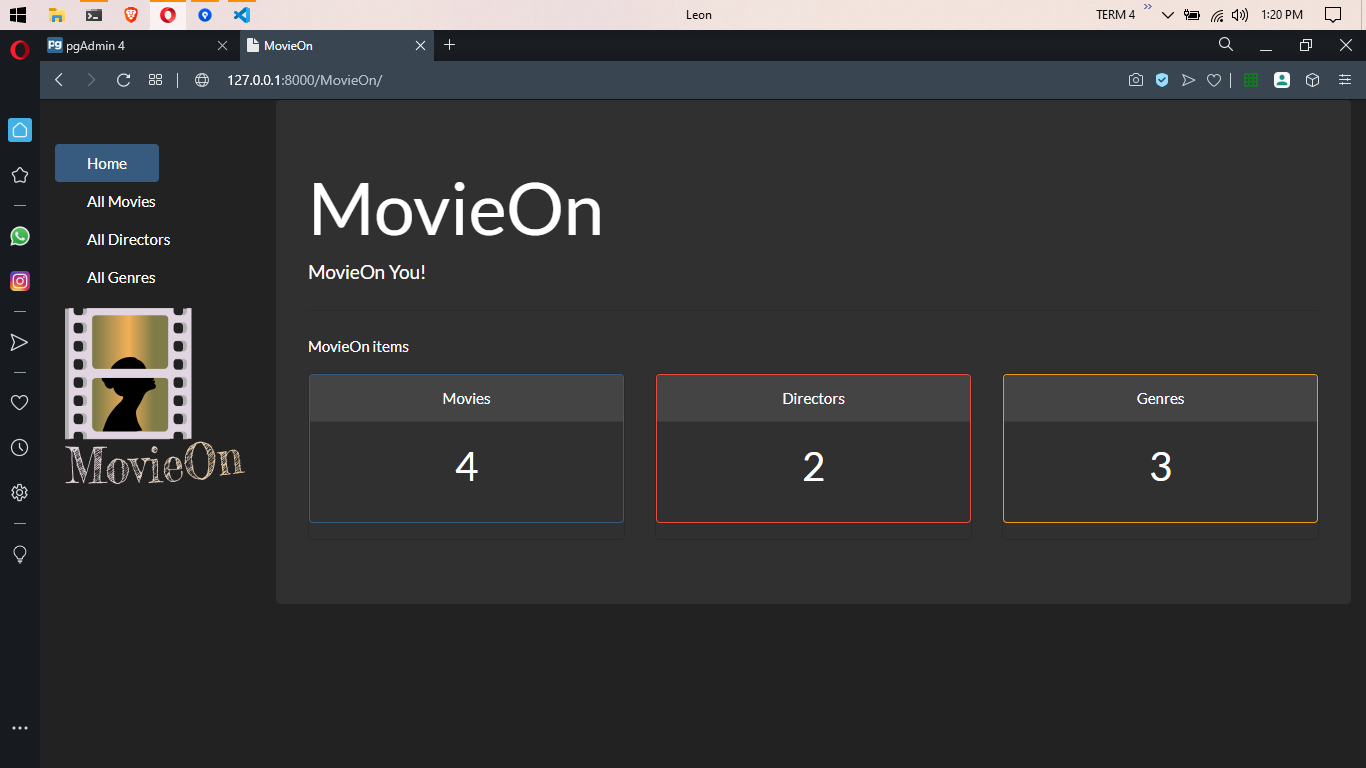 Leon
TERM 4
1:20 PM
pgAdmin 4
MovieOn
127.0.0.1:8000/MovieOn/
Home
All Movies
All Directors
All Genres
MovieOn
MovieOn
MovieOn You!
MovieOn items
Movies
4
Directors
2
Genres
3